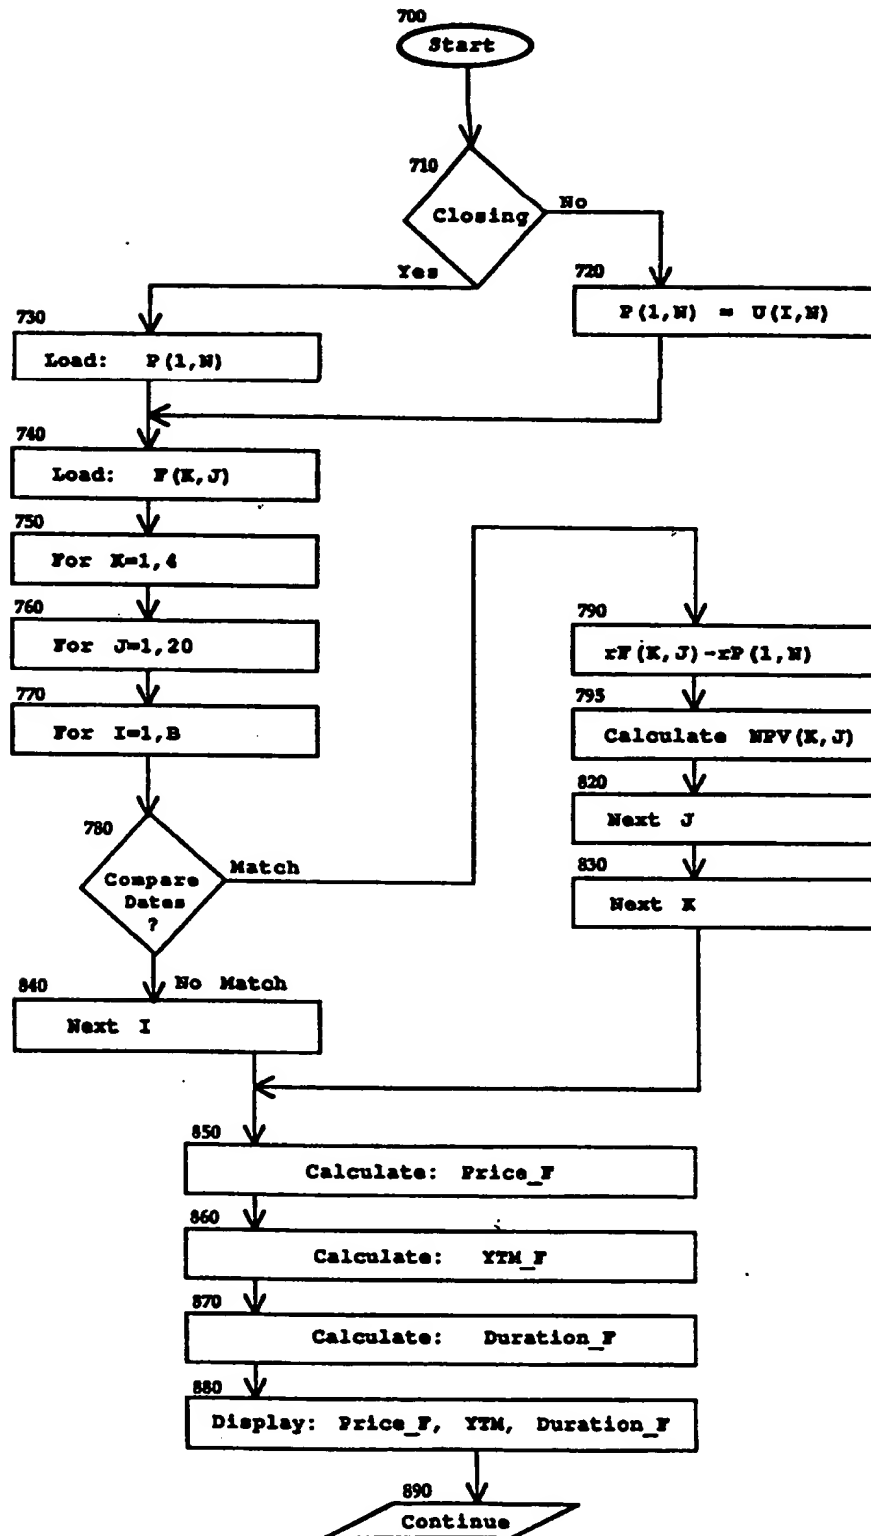 700
Start
710
Closing
No
Yes
720
P(1,N) = U(I,N)
730
Load: P(1,N)
740
Load: F(K,J)
750
For K=1,4
760
For J=1,20
770
For I=1,B
780
Compare
Dates
?
Match
No Match
790
rF(K,J)-rP(1,N)
795
Calculate NPV(K,J)
820
Next J
830
Next K
840
Next I
850
Calculate: Price_F
860
Calculate: YTM_F
870
Calculate: Duration_F
880
Display: Price_F, YTM, Duration_F
890
Continue